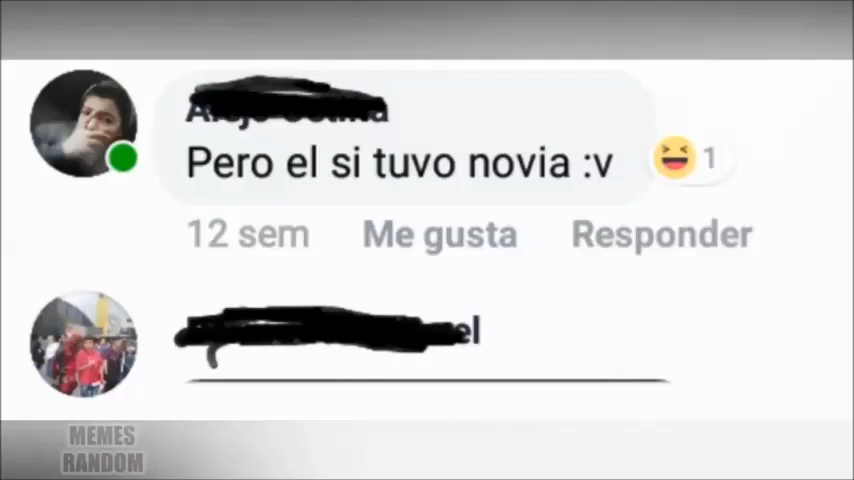 Pero el si tuvo novia :v
1
12 sem Me gusta Responder
MEMES
RANDOM